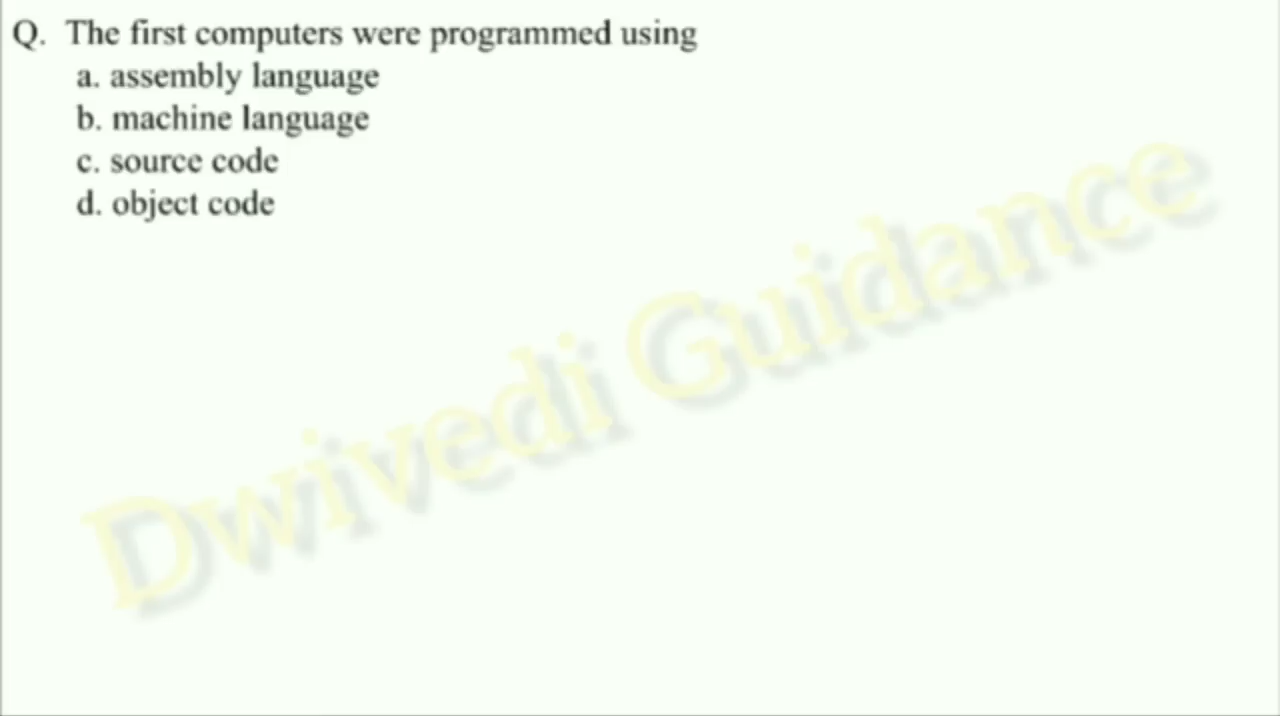 Q. The first computers were programmed using
a. assembly language
b. machine language
c. source code
d. object code
Dwivedi Guidance